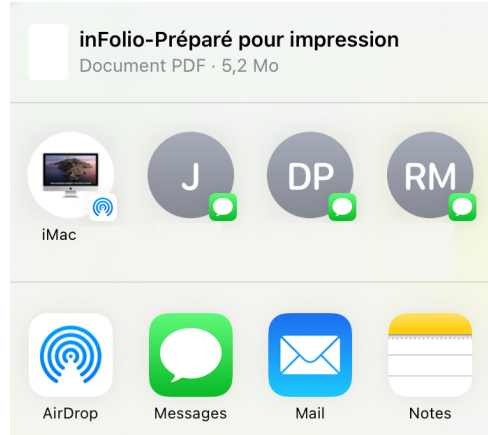 inFolio-Préparé pour impression
Document PDF · 5,2 Mo
J
DP
RM
iMac
AirDrop
Messages
Mail
Notes